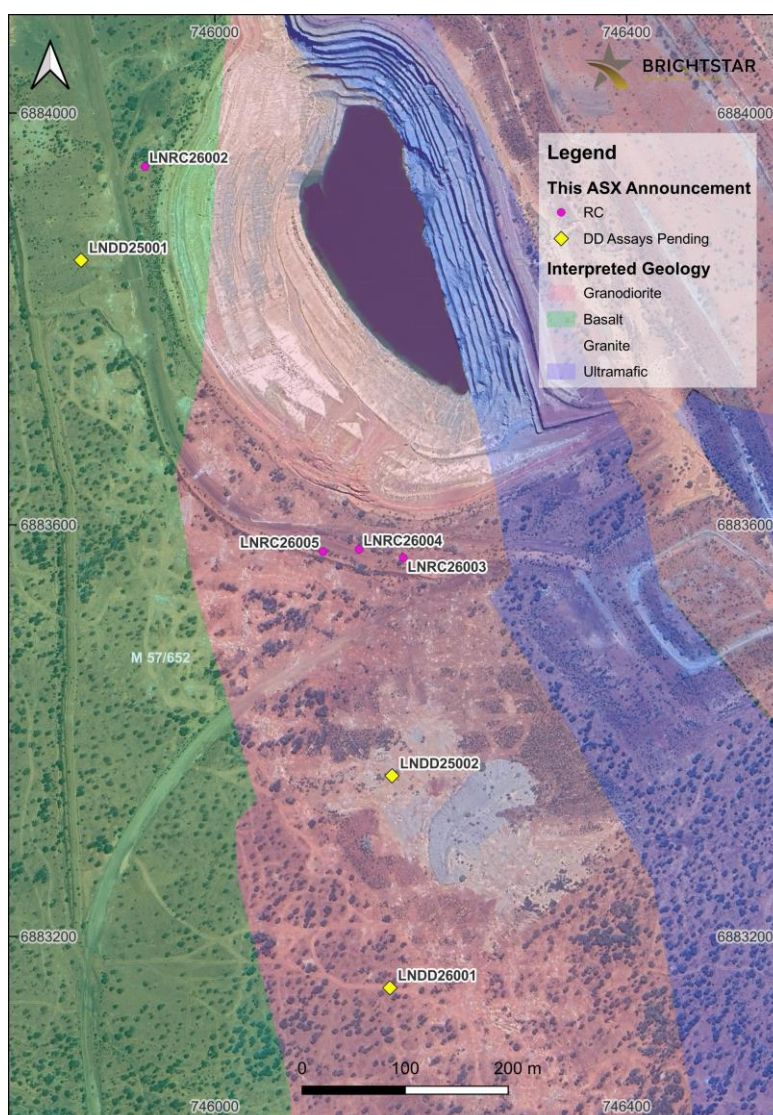 746000
746400
BRIGHTSTAR
6884000
6884000
LNRC26002
Legend
This ASX Announcement
RC
LNDD25001
DD Assays Pending
Interpreted Geology
Granodiorite
Basalt
Granite
Ultramafic
6883600
6883600
LNRC26005
LNRC26004
LNRC26003
M 57/652
LNDD25002
6883200
6883200
LNDD26001
0
100
200 m
746000
746400